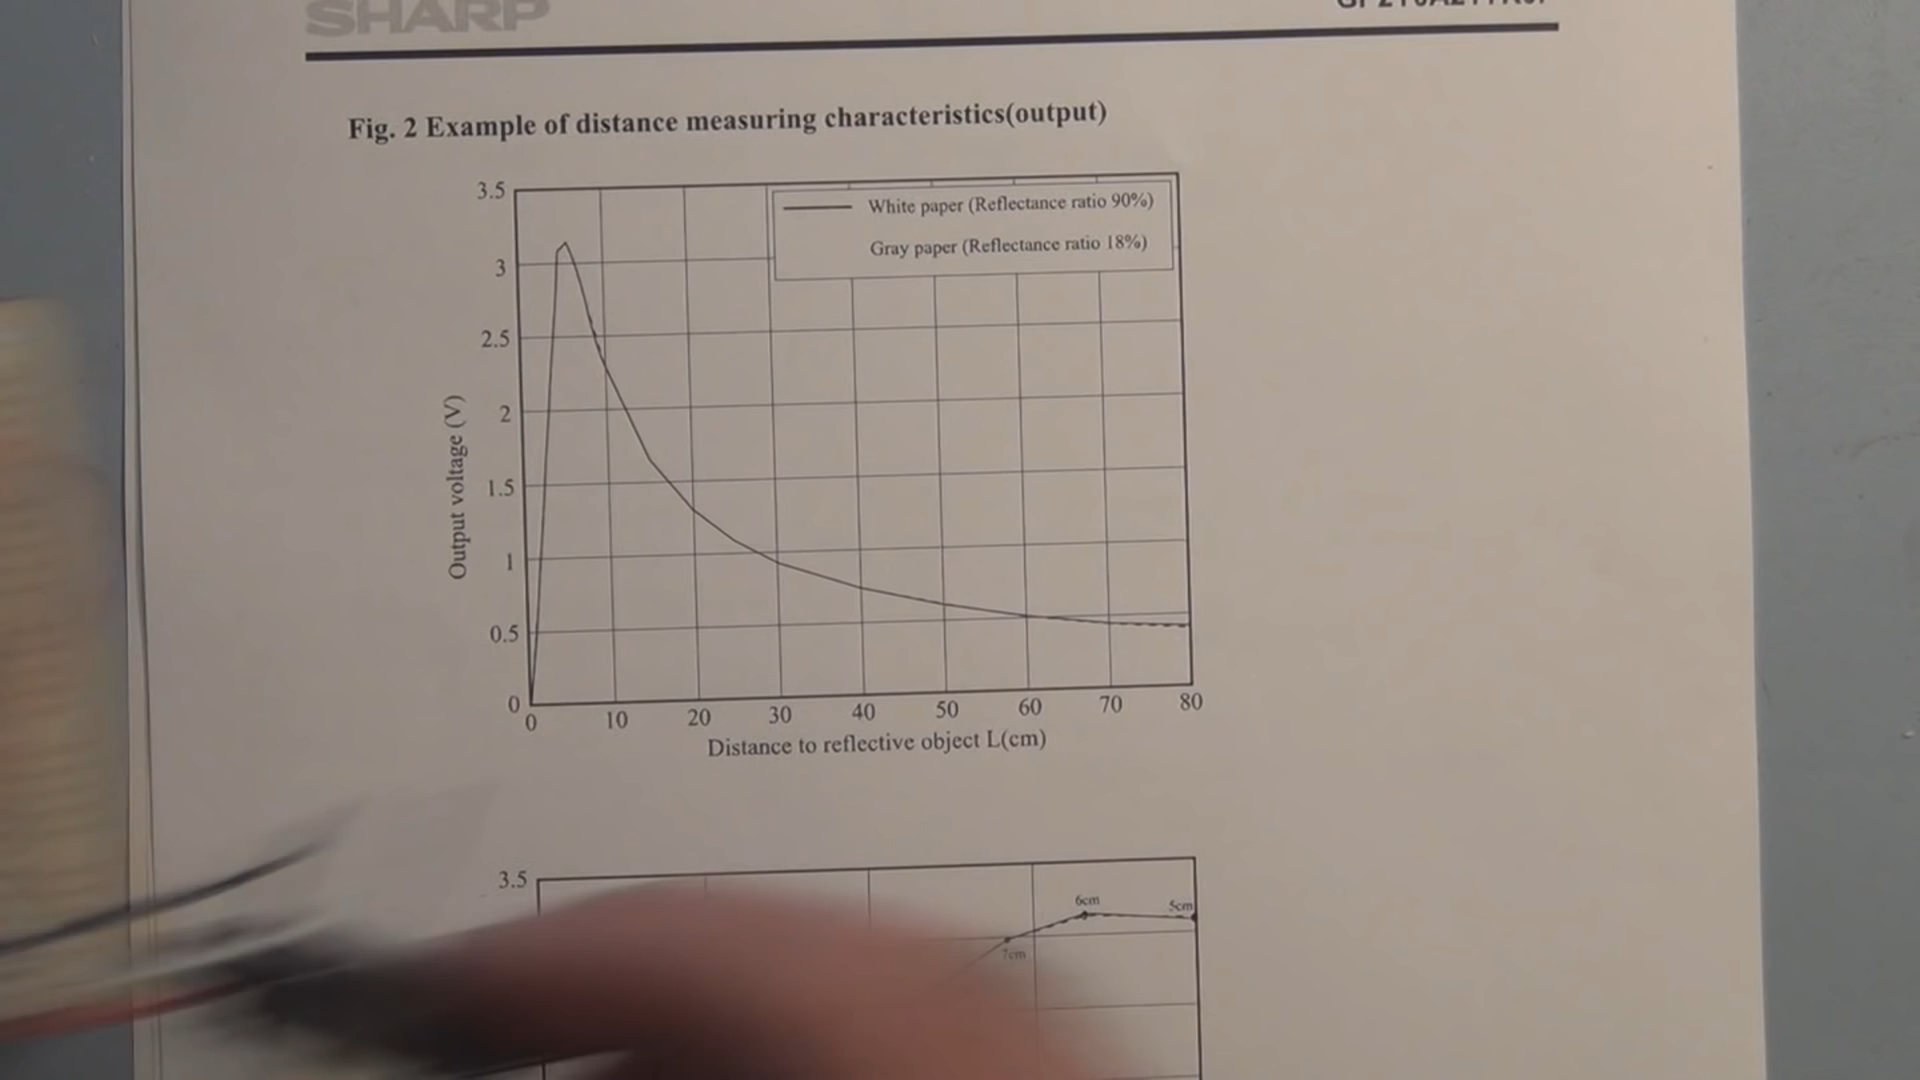 SHARP
Fig. 2 Example of distance measuring characteristics(output)
3.5
3
2.5
2
1.5
1
0.5
0
Output voltage (V)
White paper (Reflectance ratio 90%)
Gray paper (Reflectance ratio 18%)
0 10 20 30 40 50 60 70 80
Distance to reflective object L(cm)
3.5
6cm
5cm
7cm